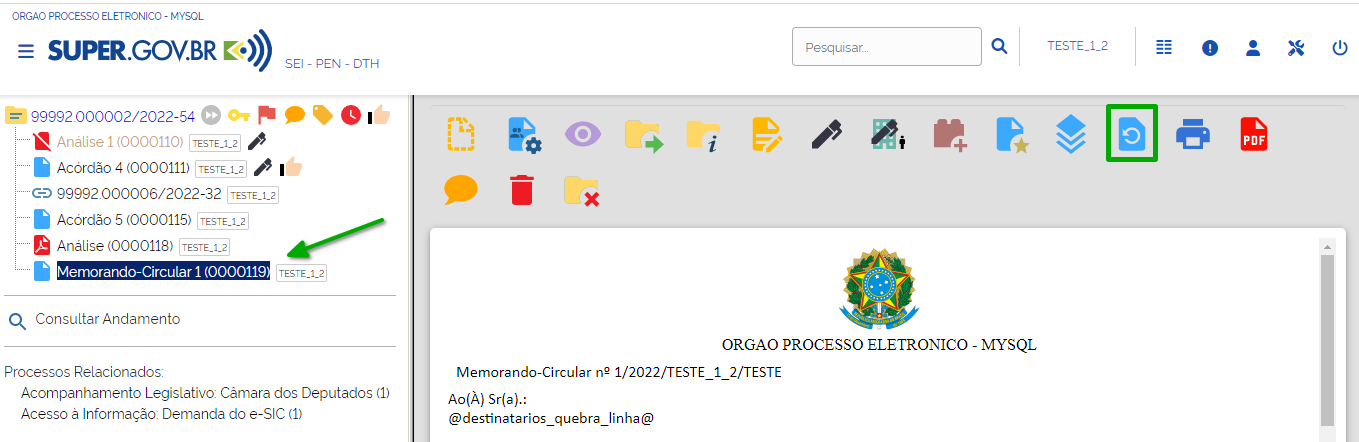 ORGAO PROCESSO ELETRONICO - MYSQL
SUPER.GOV.BR
SEI - PEN - DTH
Pesquisar...
TESTE_1_2
99992.000002/2022-54
Análise 1 (0000110) TESTE_1_2
Acórdão 4 (0000111) TESTE_1_2
99992.000006/2022-32 TESTE_1_2
Acórdão 5 (0000115) TESTE_1_2
Análise (0000118) TESTE_1_2
Memorando-Circular 1 (0000119) TESTE_1_2
Consultar Andamento
Processos Relacionados:
Acompanhamento Legislativo: Câmara dos Deputados (1)
Acesso à Informação: Demanda do e-SIC (1)
PDF
ORGAO PROCESSO ELETRONICO - MYSQL
Memorando-Circular nº 1/2022/TESTE_1_2/TESTE
Ao(À) Sr(a).:
@destinatarios_quebra_linha@